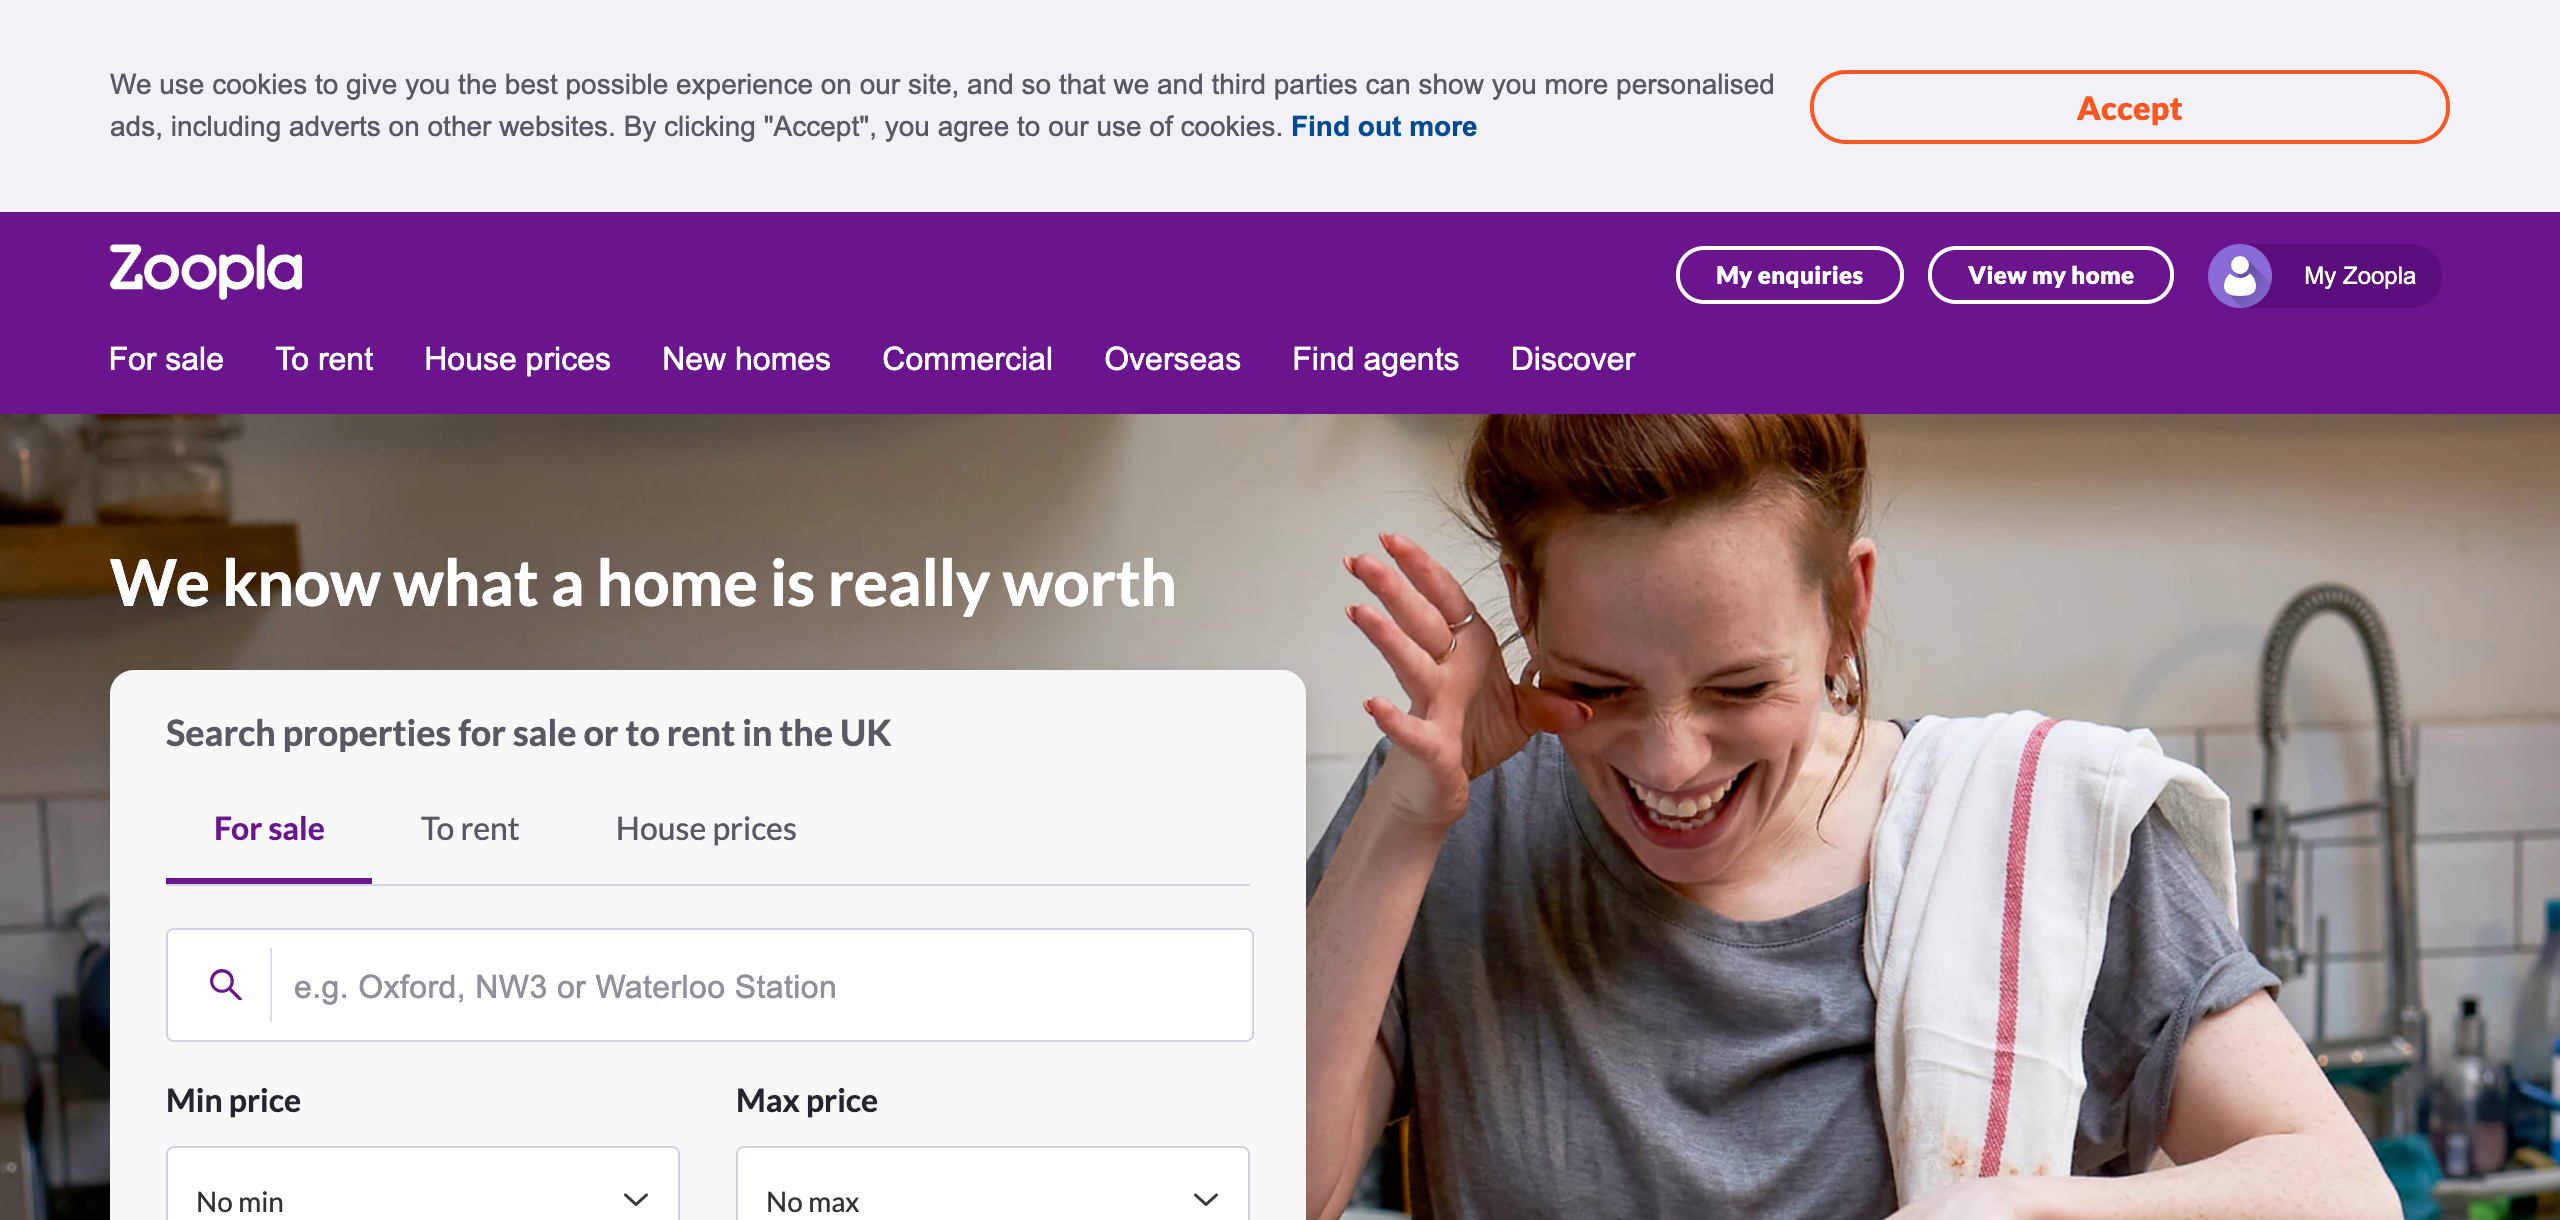 We use cookies to give you the best possible experience on our site, and so that we and third parties can show you more personalised
ads, including adverts on other websites. By clicking "Accept", you agree to our use of cookies. Find out more
Accept
Zoopla
My enquiries
View my home
My Zoopla
For sale
To rent
House prices
New homes
Commercial
Overseas
Find agents
Discover
We know what a home is really worth
Search properties for sale or to rent in the UK
For sale
To rent
House prices
e.g. Oxford, NW3 or Waterloo Station
Min price
Max price
No min
No max